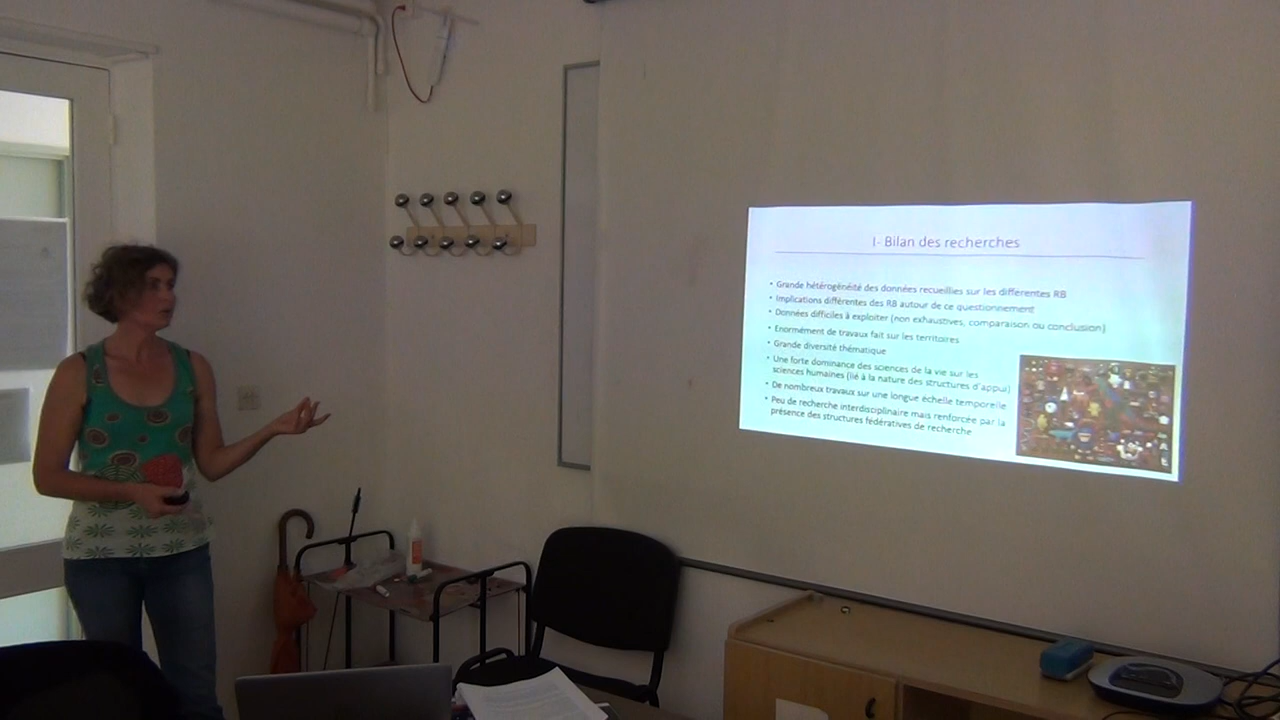 I- Bilan des recherches
• Grande hétérogénéité des données recueillies sur les differentes RB
• Implications différentes des RB autour de ce questionnement
• Données difficiles à exploiter (non exhaustives, comparaison ou conclusion)
• Enormément de travaux fait sur les territoires
• Grande diversité thématique
• Une forte dominance des sciences de la vie sur les
sciences humaines (lié à la nature des structures d'appui)
• De nombreux travaux sur une longue échelle temporelle
• Peu de recherche interdisciplinaire mais renforcée par la
présence des structures fédératives de recherche